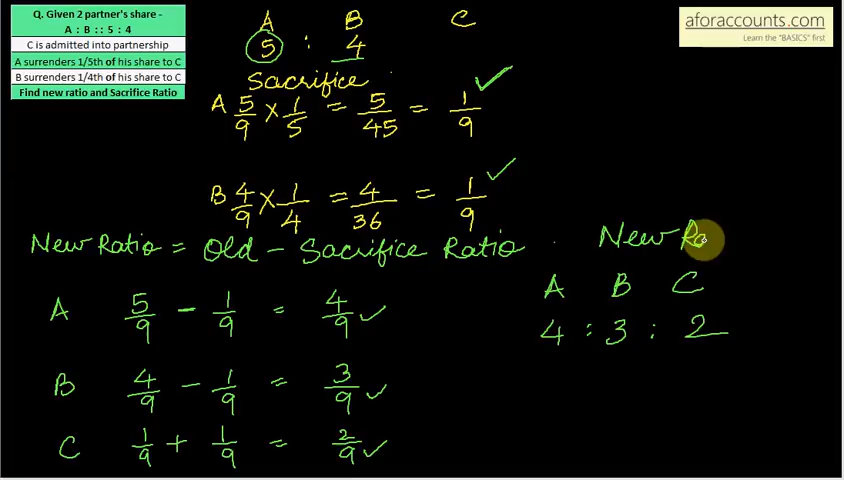 Q. Given 2 partner's share -
A : B :: 5 : 4
C is admitted into partnership
A surrenders 1/5th of his share to C
B surrenders 1/4th of his share to C
Find new ratio and Sacrifice Ratio
aforaccounts.com
Learn the "BASICS" first
A B C
5 : 4
Sacrifice
A 5/9 × 1/5 = 5/45 = 1/9 ✓
B 4/9 × 1/4 = 4/36 = 1/9 ✓
New Ratio = Old - Sacrifice Ratio
A 5/9 - 1/9 = 4/9 ✓
B 4/9 - 1/9 = 3/9 ✓
C 1/9 + 1/9 = 2/9 ✓
New Ra
A B C
4 : 3 : 2